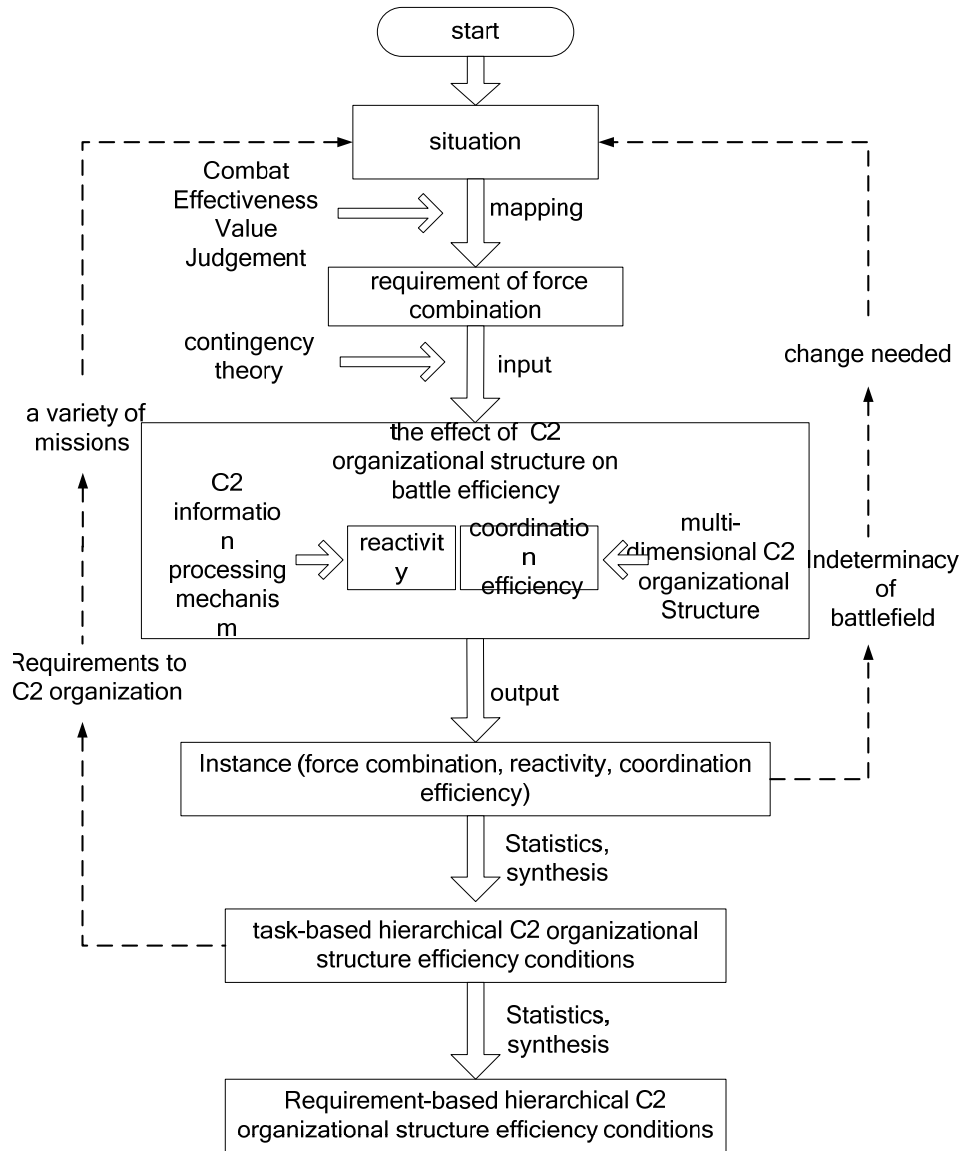 start
situation
Combat
Effectiveness
Value
Judgement
mapping
requirement of force
combination
contingency
theory
input
change needed
a variety of
missions
the effect of C2
organizational structure on
battle efficiency
C2
informatio
n
processing
mechanis
m
reactivit
y
coordinatio
n
efficiency
multi-
dimensional C2
organizational
Structure
Indeterminacy
of
battlefield
Requirements to
C2 organization
output
Instance (force combination, reactivity, coordination
efficiency)
Statistics,
synthesis
task-based hierarchical C2 organizational
structure efficiency conditions
Statistics,
synthesis
Requirement-based hierarchical C2
organizational structure efficiency conditions